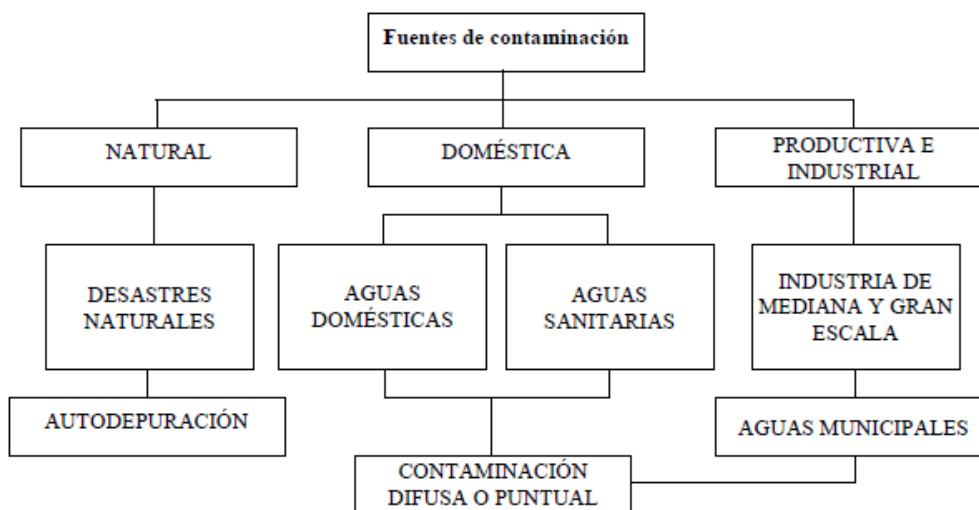 Fuentes de contaminación
NATURAL
DOMÉSTICA
PRODUCTIVA E
INDUSTRIAL
DESASTRES
NATURALES
AGUAS
DOMÉSTICAS
AGUAS
SANITARIAS
INDUSTRIA DE
MEDIANA Y GRAN
ESCALA
AUTODEPURACIÓN
AGUAS MUNICIPALES
CONTAMINACIÓN
DIFUSA O PUNTUAL